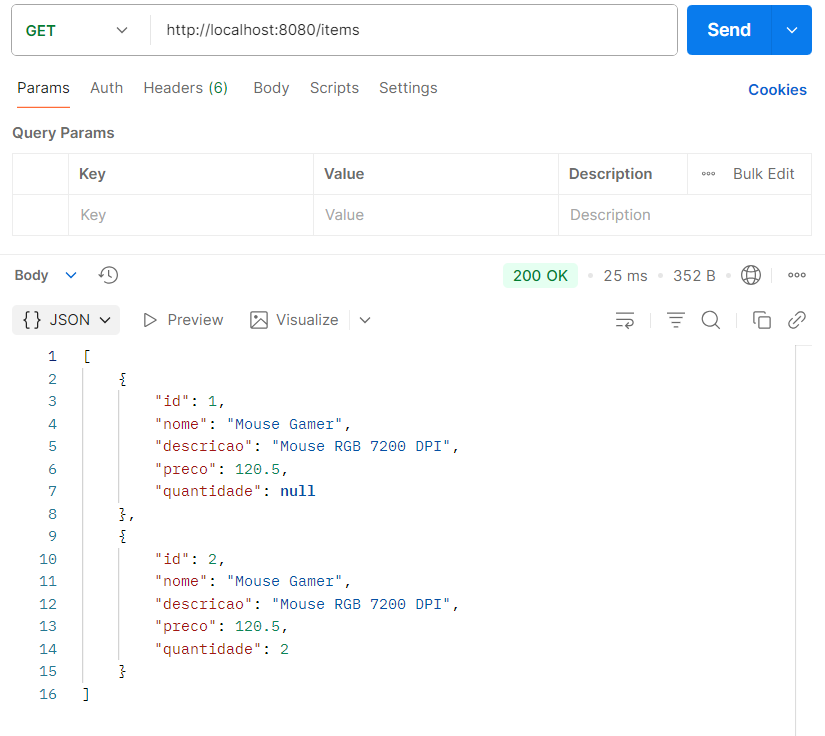 GET http://localhost:8080/items Send
Params Auth Headers (6) Body Scripts Settings Cookies
Query Params
Key Value Description Bulk Edit
Key Value Description
Body 200 OK 25 ms 352 B
{} JSON Preview Visualize
1 [
2 {
3 "id": 1,
4 "nome": "Mouse Gamer",
5 "descricao": "Mouse RGB 7200 DPI",
6 "preco": 120.5,
7 "quantidade": null
8 },
9 {
10 "id": 2,
11 "nome": "Mouse Gamer",
12 "descricao": "Mouse RGB 7200 DPI",
13 "preco": 120.5,
14 "quantidade": 2
15 }
16 ]